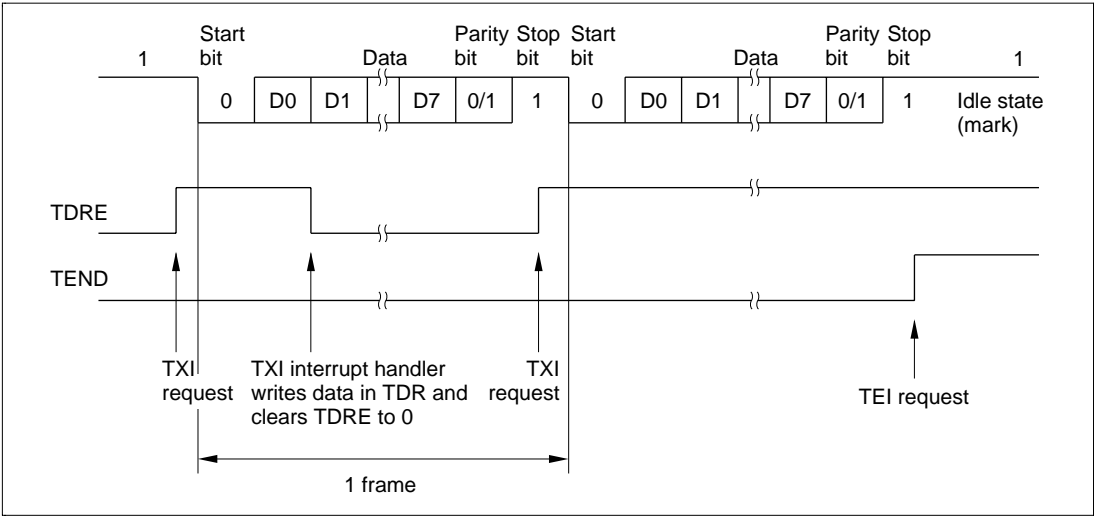 Start Parity Stop Start Parity Stop
1 bit Data bit bit bit Data bit bit 1
0 D0 D1 D7 0/1 1 0 D0 D1 D7 0/1 1 Idle state
(mark)
TDRE
TEND
TXI TXI interrupt handler TXI
request writes data in TDR and request
clears TDRE to 0
TEI request
1 frame